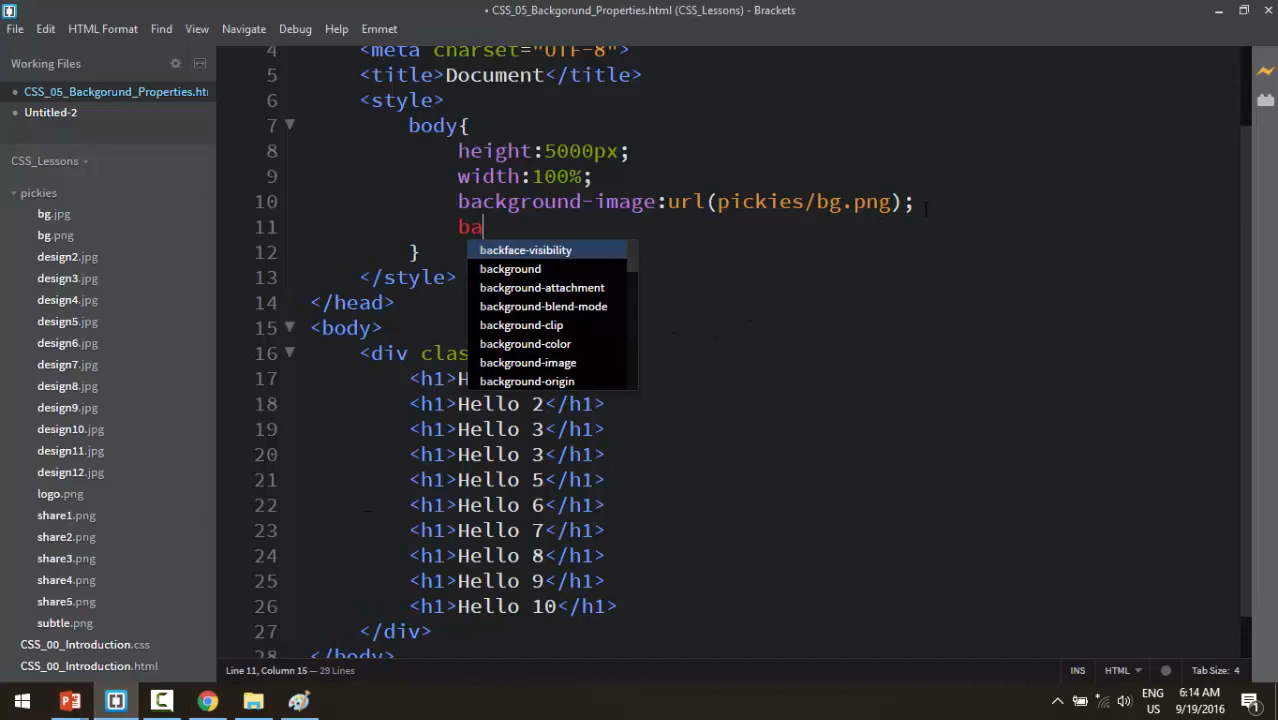 • CSS_05_Backgorund_Properties.html (CSS_Lessons) - Brackets
File Edit HTML Format Find View Navigate Debug Help Emmet
Working Files
• CSS_05_Backgorund_Properties.htm
Untitled-2
CSS_Lessons
pickies
bg.jpg
bg.png
design2.jpg
design3.jpg
design4.jpg
design5.jpg
design6.jpg
design7.jpg
design8.jpg
design9.jpg
design10.jpg
design11.jpg
design12.jpg
logo.png
share1.png
share2.png
share3.png
share4.png
share5.png
subtle.png
CSS_00_Introduction.css
CSS_00_Introduction.html
4 <meta charset="UTF-8">
5 <title>Document</title>
6 <style>
7 body{
8 height:5000px;
9 width:100%;
10 background-image:url(pickies/bg.png);
11 ba
12 }
13 </style>
14 </head>
15 <body>
16 <div clas
17 <h1>H
18 <h1>Hello 2</h1>
19 <h1>Hello 3</h1>
20 <h1>Hello 3</h1>
21 <h1>Hello 5</h1>
22 <h1>Hello 6</h1>
23 <h1>Hello 7</h1>
24 <h1>Hello 8</h1>
25 <h1>Hello 9</h1>
26 <h1>Hello 10</h1>
27 </div>
28 </body>
backface-visibility
background
background-attachment
background-blend-mode
background-clip
background-color
background-image
background-origin
Line 11, Column 15 — 29 Lines
INS HTML Tab Size: 4
ENG 6:14 AM
US 9/19/2016